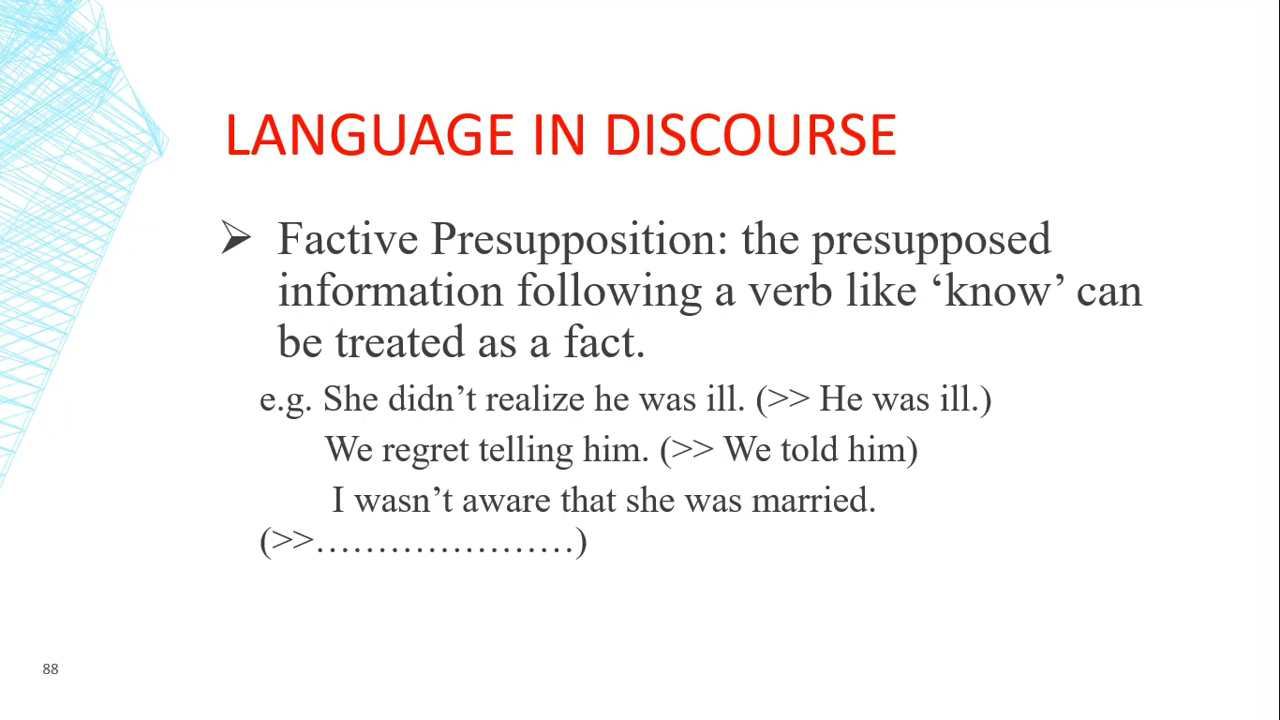 LANGUAGE IN DISCOURSE
➢ Factive Presupposition: the presupposed
information following a verb like ‘know’ can
be treated as a fact.
e.g. She didn’t realize he was ill. (>> He was ill.)
We regret telling him. (>> We told him)
I wasn’t aware that she was married.
(>>…………………)
88